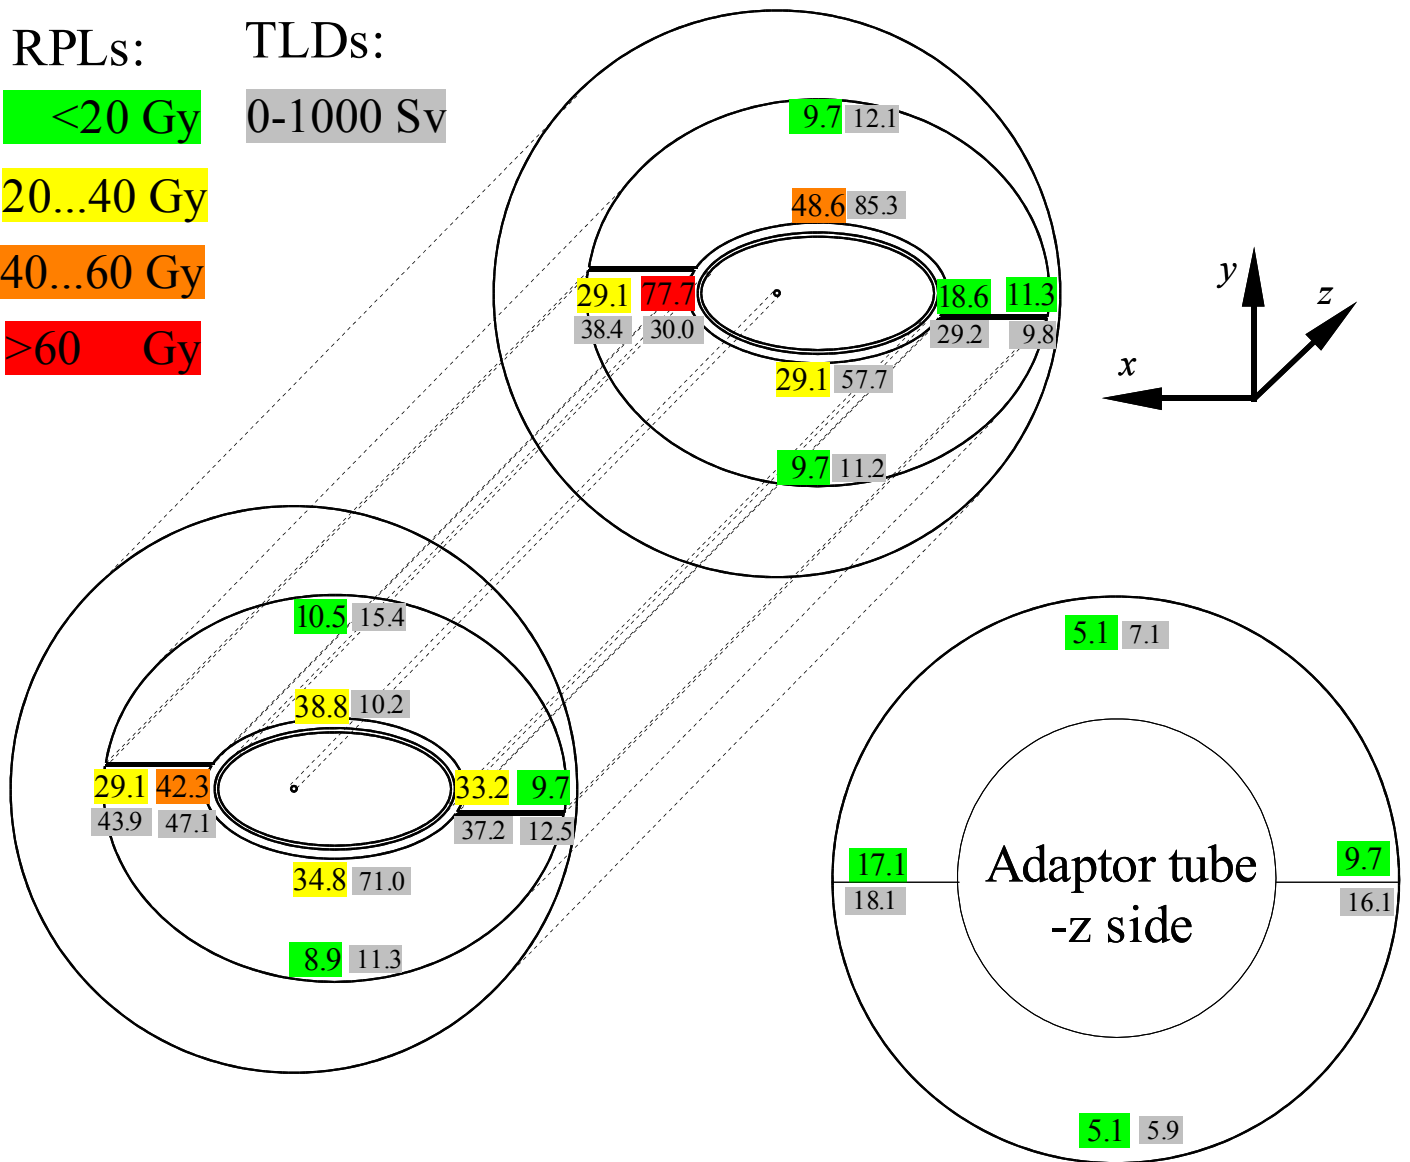 RPLs: TLDs:
<20 Gy 0-1000 Sv
20...40 Gy
40...60 Gy
>60 Gy
9.7 12.1
48.6 85.3
29.1 77.7 18.6 11.3
38.4 30.0 29.2 9.8
29.1 57.7
9.7 11.2
y
z
x
10.5 15.4
38.8 10.2
29.1 42.3 33.2 9.7
43.9 47.1 37.2 12.5
34.8 71.0
8.9 11.3
5.1 7.1
17.1 9.7
18.1 16.1
Adaptor tube
-z side
5.1 5.9